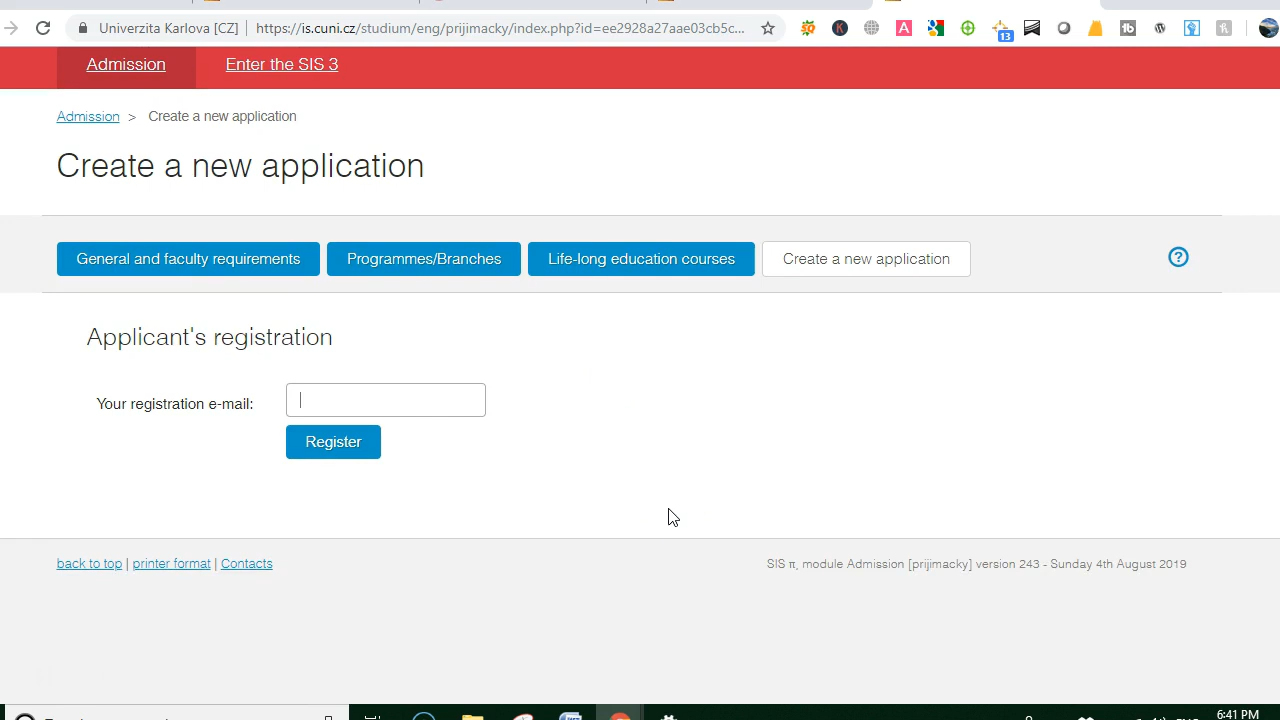 Univerzita Karlova [CZ] | https://is.cuni.cz/studium/eng/prijimacky/index.php?id=ee2928a27aae03cb5c...
13
Admission Enter the SIS 3
Admission > Create a new application
Create a new application
General and faculty requirements Programmes/Branches Life-long education courses Create a new application ?
Applicant's registration
Your registration e-mail:
Register
back to top | printer format | Contacts
SIS π, module Admission [prijimacky] version 243 - Sunday 4th August 2019
6:41 PM